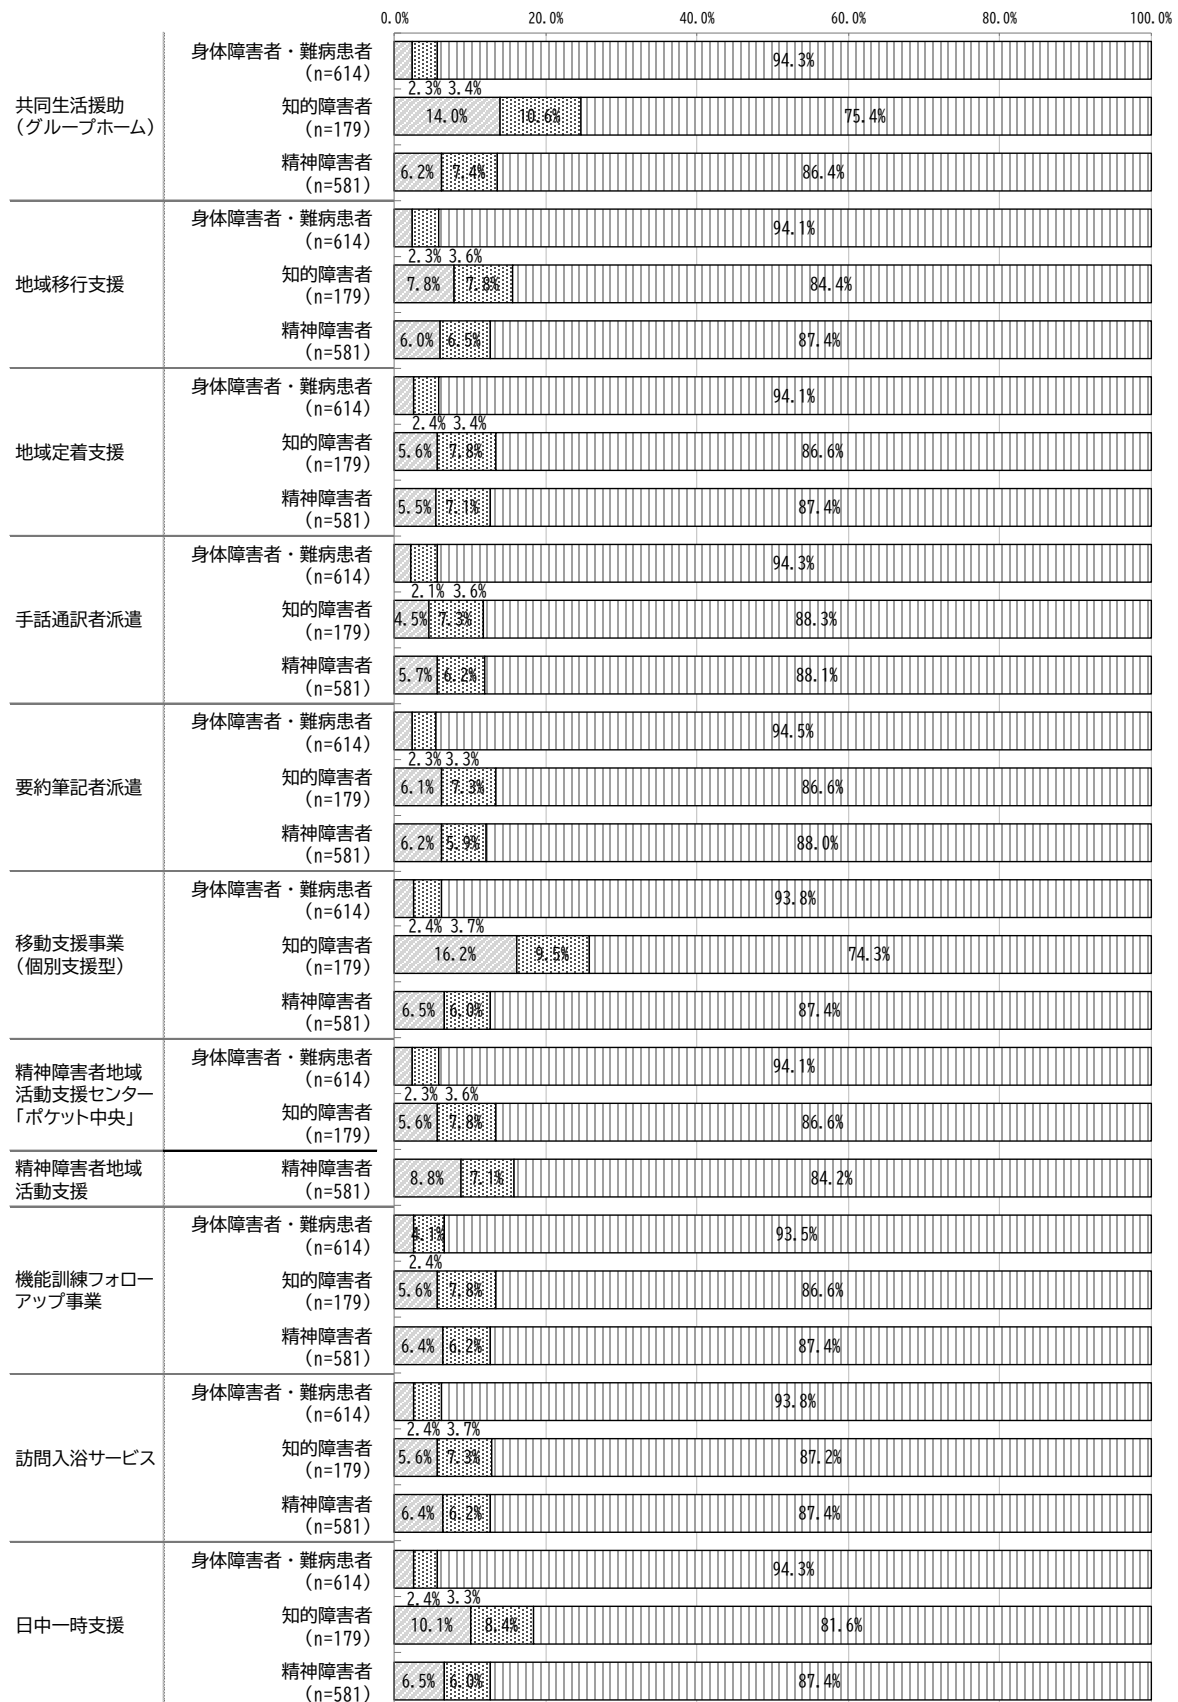 0.0% 20.0% 40.0% 60.0% 80.0% 100.0%
共同生活援助
（グループホーム）
身体障害者・難病患者
(n=614)
94.3%
2.3% 3.4%
知的障害者
(n=179)
14.0% 10.6% 75.4%
精神障害者
(n=581)
6.2% 7.4% 86.4%
地域移行支援
身体障害者・難病患者
(n=614)
94.1%
2.3% 3.6%
知的障害者
(n=179)
7.8% 7.8% 84.4%
精神障害者
(n=581)
6.0% 6.5% 87.4%
地域定着支援
身体障害者・難病患者
(n=614)
94.1%
2.4% 3.4%
知的障害者
(n=179)
5.6% 7.8% 86.6%
精神障害者
(n=581)
5.5% 7.1% 87.4%
手話通訳者派遣
身体障害者・難病患者
(n=614)
94.3%
2.1% 3.6%
知的障害者
(n=179)
4.5% 7.3% 88.3%
精神障害者
(n=581)
5.7% 6.2% 88.1%
要約筆記者派遣
身体障害者・難病患者
(n=614)
94.5%
2.3% 3.3%
知的障害者
(n=179)
6.1% 7.3% 86.6%
精神障害者
(n=581)
6.2% 5.9% 88.0%
移動支援事業
（個別支援型）
身体障害者・難病患者
(n=614)
93.8%
2.4% 3.7%
知的障害者
(n=179)
16.2% 9.5% 74.3%
精神障害者
(n=581)
6.5% 6.0% 87.4%
精神障害者地域
活動支援センター
「ポケット中央」
身体障害者・難病患者
(n=614)
94.1%
2.3% 3.6%
知的障害者
(n=179)
5.6% 7.8% 86.6%
精神障害者地域
活動支援
精神障害者
(n=581)
8.8% 7.1% 84.2%
機能訓練フォロー
アップ事業
身体障害者・難病患者
(n=614)
4.1% 93.5%
2.4%
知的障害者
(n=179)
5.6% 7.8% 86.6%
精神障害者
(n=581)
6.4% 6.2% 87.4%
訪問入浴サービス
身体障害者・難病患者
(n=614)
93.8%
2.4% 3.7%
知的障害者
(n=179)
5.6% 7.3% 87.2%
精神障害者
(n=581)
6.4% 6.2% 87.4%
日中一時支援
身体障害者・難病患者
(n=614)
94.3%
2.4% 3.3%
知的障害者
(n=179)
10.1% 8.4% 81.6%
精神障害者
(n=581)
6.5% 6.0% 87.4%